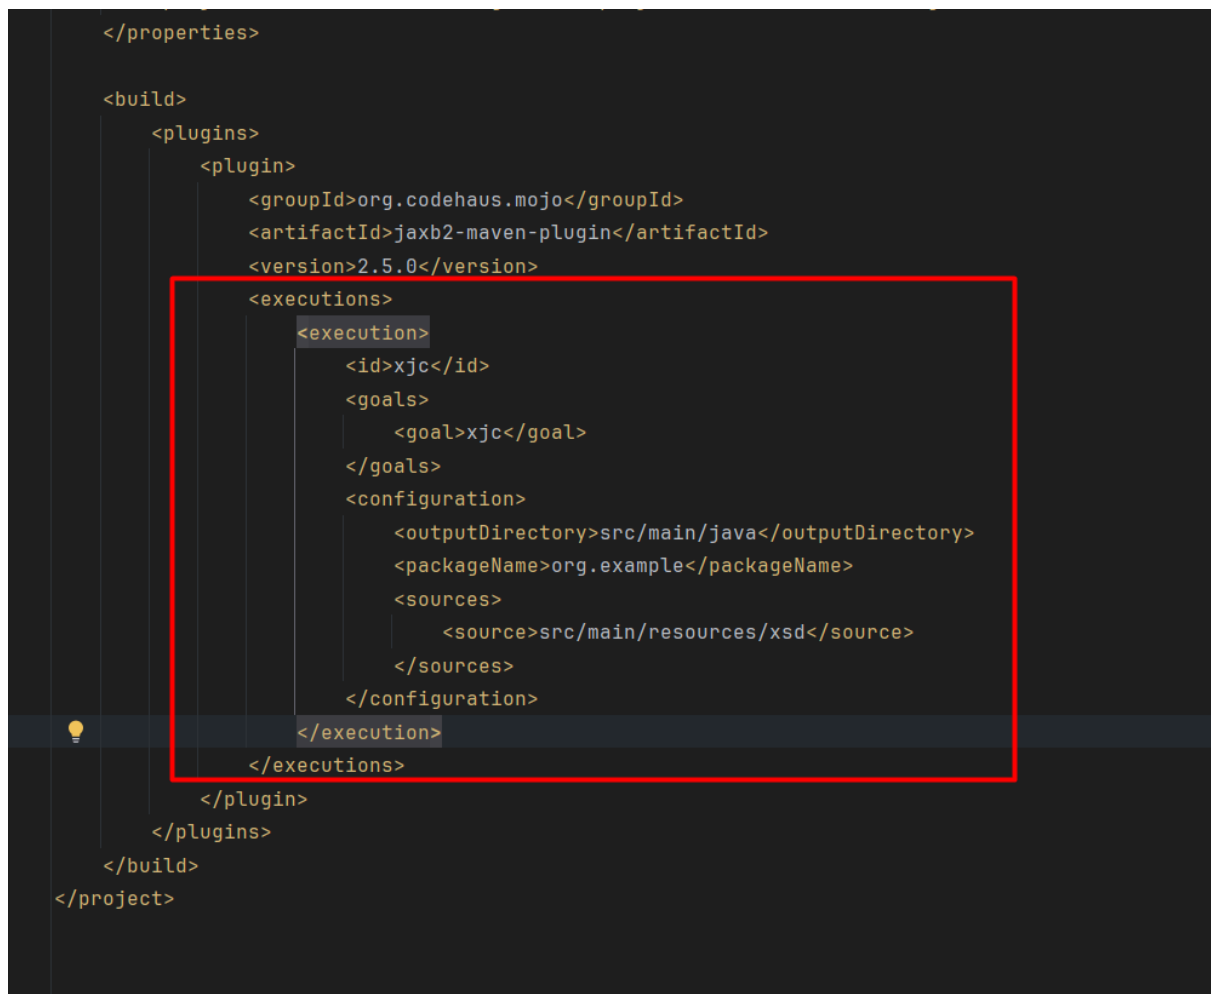 </properties>
<build>
<plugins>
<plugin>
<groupId>org.codehaus.mojo</groupId>
<artifactId>jaxb2-maven-plugin</artifactId>
<version>2.5.0</version>
<executions>
<execution>
<id>xjc</id>
<goals>
<goal>xjc</goal>
</goals>
<configuration>
<outputDirectory>src/main/java</outputDirectory>
<packageName>org.example</packageName>
<sources>
<source>src/main/resources/xsd</source>
</sources>
</configuration>
</execution>
</executions>
</plugin>
</plugins>
</build>
</project>